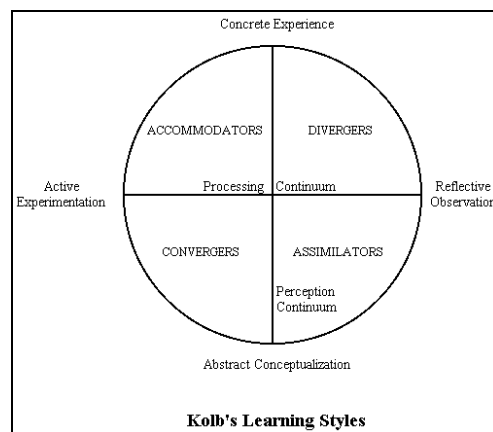 Concrete Experience
ACCOMMODATORS DIVERGERS
Active
Experimentation
Processing Continuum
Reflective
Observation
CONVERGERS ASSIMILATORS
Perception
Continuum
Abstract Conceptualization
Kolb's Learning Styles